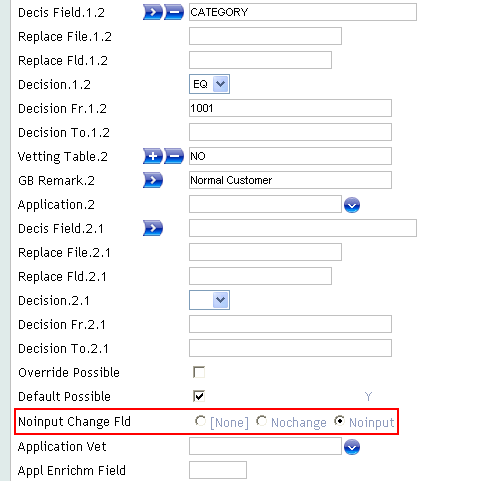 Decis Field.1.2 CATEGORY
Replace File.1.2
Replace Fld.1.2
Decision.1.2 EQ
Decision Fr.1.2 1001
Decision To.1.2
Vetting Table.2 NO
GB Remark.2 Normal Customer
Application.2
Decis Field.2.1
Replace File.2.1
Replace Fld.2.1
Decision.2.1
Decision Fr.2.1
Decision To.2.1
Override Possible
Default Possible Y
Noinput Change Fld [None] Nochange Noinput
Application Vet
Appl Enrichm Field